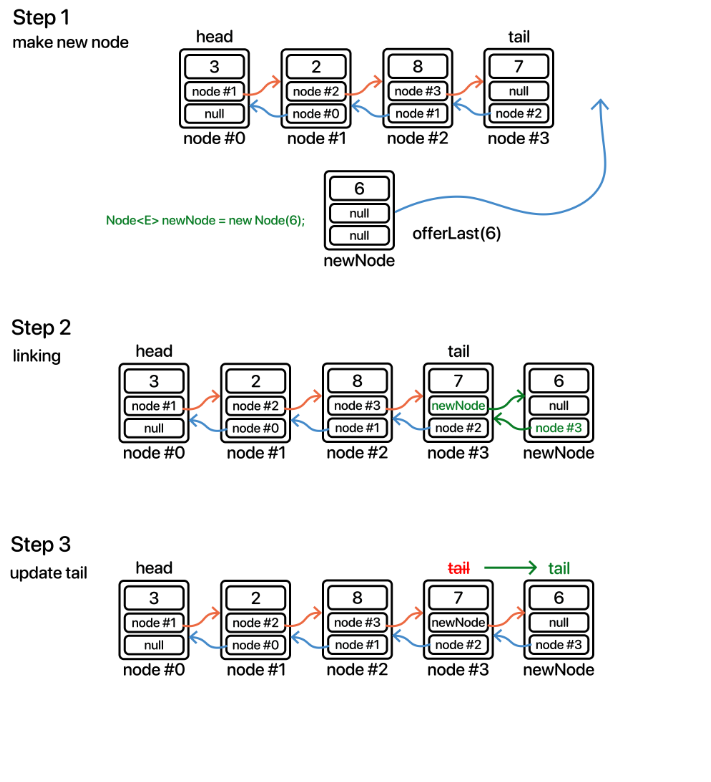 Step 1
make new node
head tail
3 2 8 7
node #1 node #2 node #3 null
null node #0 node #1 node #2
node #0 node #1 node #2 node #3
6
Node<E> newNode = new Node(6); null
null offerLast(6)
newNode
Step 2
linking
head tail
3 2 8 7 6
node #1 node #2 node #3 newNode null
null node #0 node #1 node #2 node #3
node #0 node #1 node #2 node #3 newNode
Step 3
update tail
head tail tail
3 2 8 7 6
node #1 node #2 node #3 newNode null
null node #0 node #1 node #2 node #3
node #0 node #1 node #2 node #3 newNode